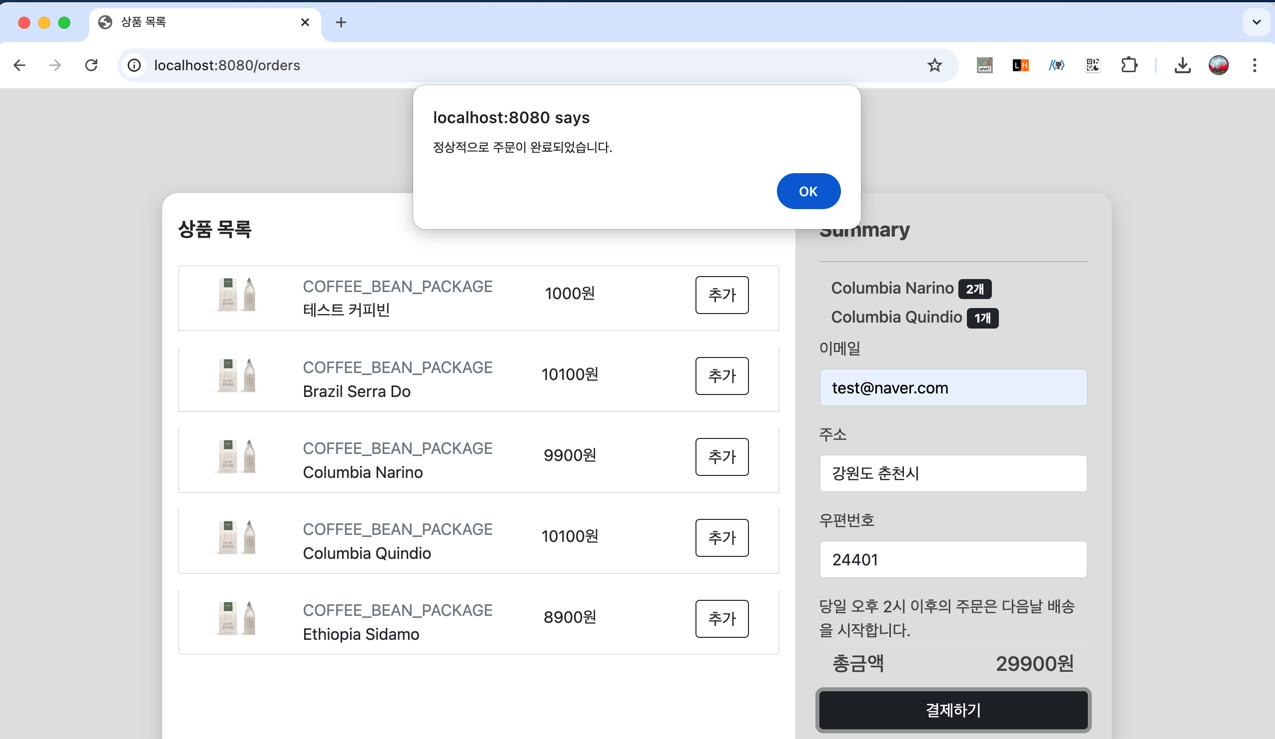 상품 목록
localhost:8080/orders
localhost:8080 says
정상적으로 주문이 완료되었습니다.
OK
상품 목록
COFFEE_BEAN_PACKAGE
테스트 커피빈
1000원
추가
COFFEE_BEAN_PACKAGE
Brazil Serra Do
10100원
추가
COFFEE_BEAN_PACKAGE
Columbia Narino
9900원
추가
COFFEE_BEAN_PACKAGE
Columbia Quindio
10100원
추가
COFFEE_BEAN_PACKAGE
Ethiopia Sidamo
8900원
추가
Summary
Columbia Narino 2개
Columbia Quindio 1개
이메일
test@naver.com
주소
강원도 춘천시
우편번호
24401
당일 오후 2시 이후의 주문은 다음날 배송
을 시작합니다.
총금액 29900원
결제하기